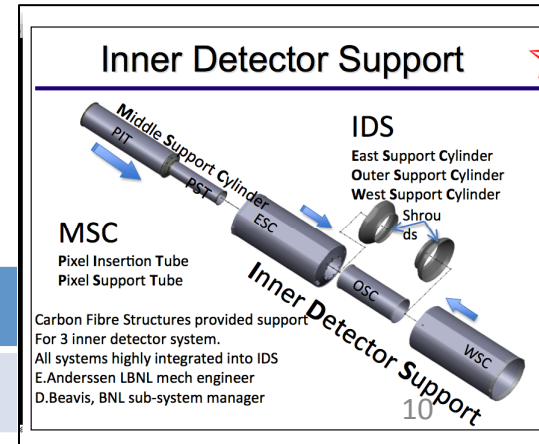 Inner Detector Support
PIT
Middle Support Cylinder
PST
ESC
IDS
East Support Cylinder
Outer Support Cylinder
West Support Cylinder
Shrou
ds
MSC
Pixel Insertion Tube
Pixel Support Tube
OSC
WSC
Inner Detector Support
Carbon Fibre Structures provided support
For 3 inner detector system.
All systems highly integrated into IDS
E.Anderssen LBNL mech engineer
D.Beavis, BNL sub-system manager
10